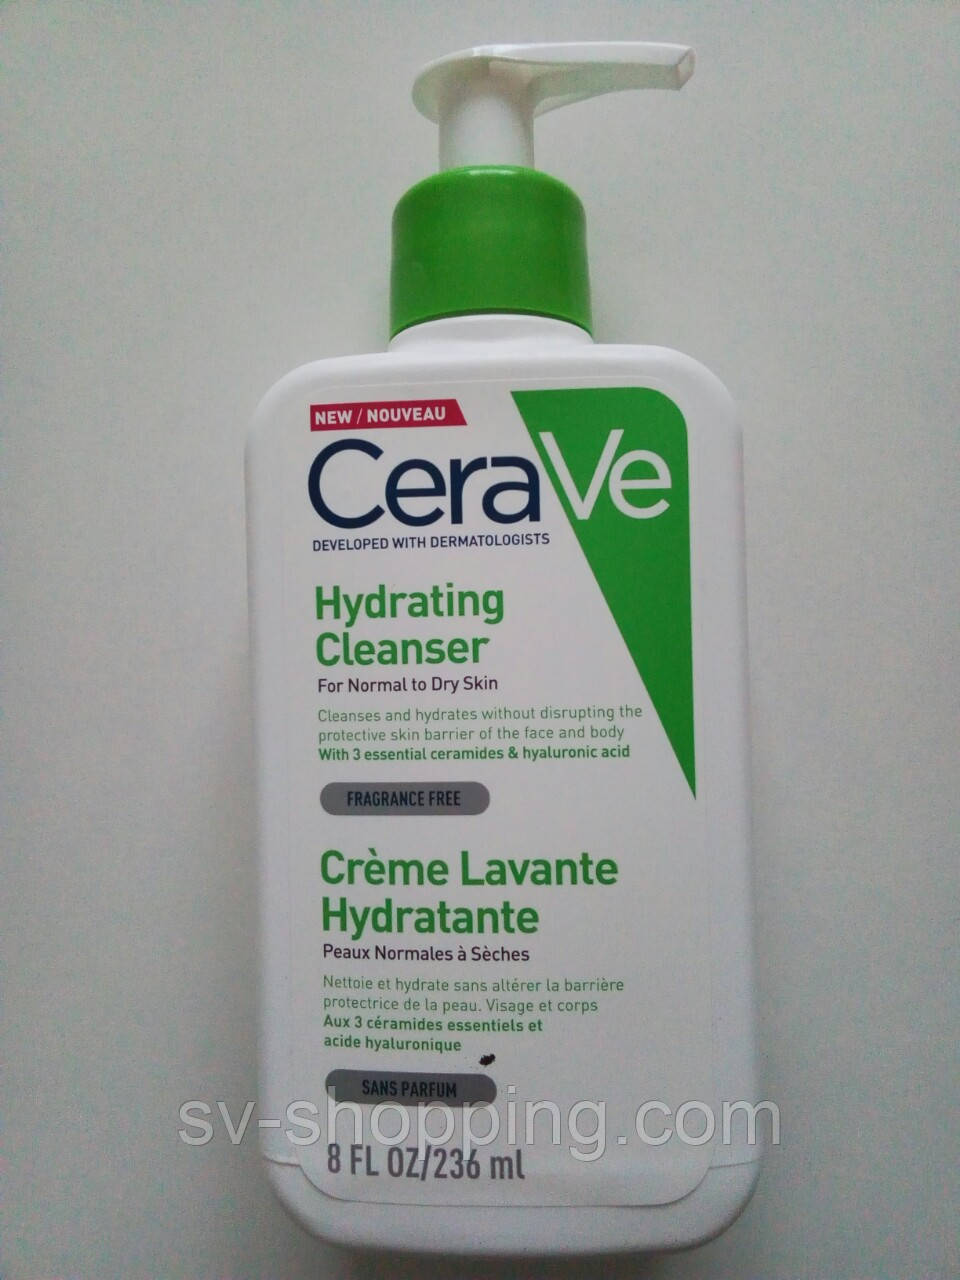 NEW / NOUVEAU
CeraVe
DEVELOPED WITH DERMATOLOGISTS
Hydrating
Cleanser
For Normal to Dry Skin
Cleanses and hydrates without disrupting the
protective skin barrier of the face and body
With 3 essential ceramides & hyaluronic acid
FRAGRANCE FREE
Crème Lavante
Hydratante
Peaux Normales à Sèches
Nettoie et hydrate sans altérer la barrière
protectrice de la peau. Visage et corps
Aux 3 céramides essentiels et
acide hyaluronique
SANS PARFUM
sv-shopping.com
8 FL OZ/236 ml